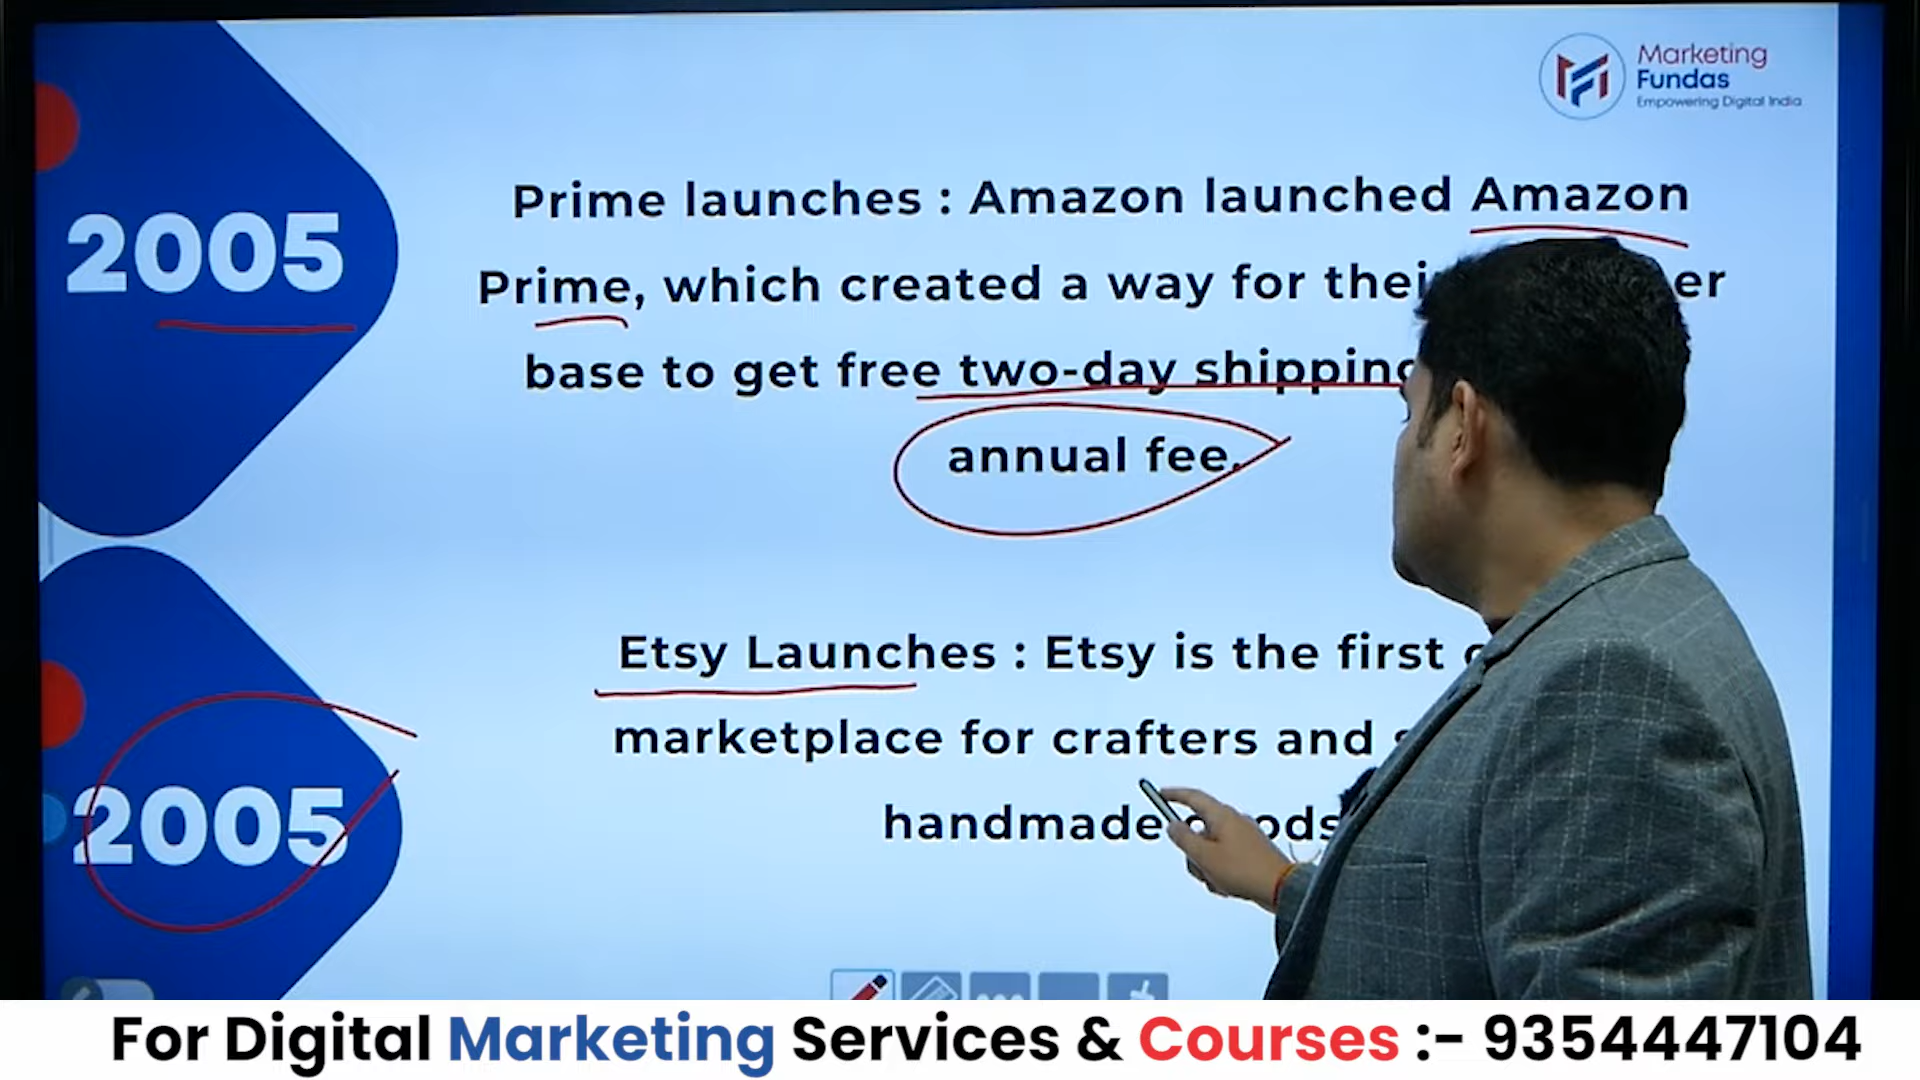 Marketing
Fundas
Empowering Digital India
2005
Prime launches : Amazon launched Amazon
Prime, which created a way for thei er
base to get free two-day shipping
annual fee.
2005
Etsy Launches : Etsy is the first
marketplace for crafters and
handmade
For Digital Marketing Services & Courses :- 9354447104